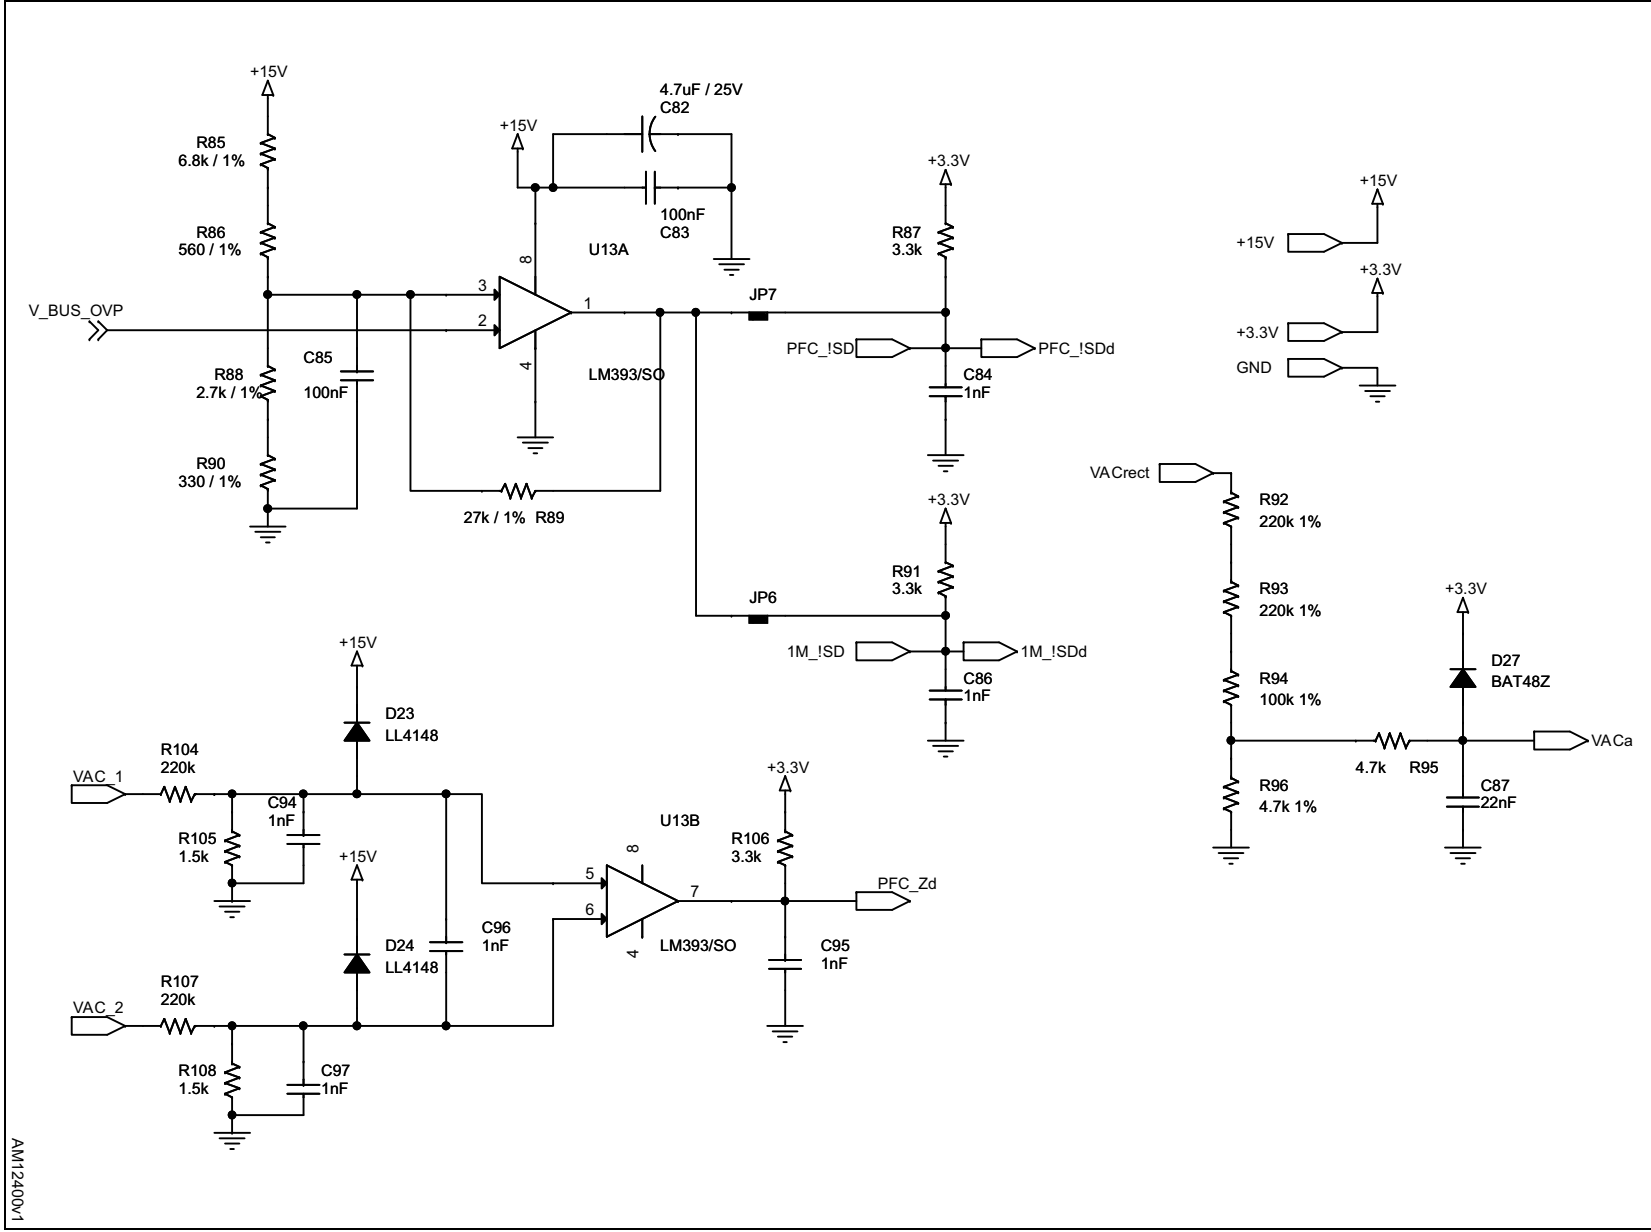 +15V
R85
6.8k / 1%
R86
560 / 1%
V_BUS_OVP
R88
2.7k / 1%
R90
330 / 1%
C85
100nF
+15V
4.7uF / 25V
C82
100nF
C83
U13A
8
3
2
1
4
LM393/SO
27k / 1% R89
JP7
+3.3V
R87
3.3k
PFC_!SD
PFC_!SDd
C84
1nF
+3.3V
R91
3.3k
JP6
1M_!SD
1M_!SDd
C86
1nF
+15V
+15V
+3.3V
+3.3V
GND
VACrect
R92
220k 1%
R93
220k 1%
R94
100k 1%
R96
4.7k 1%
4.7k R95
+3.3V
D27
BAT48Z
VACa
C87
22nF
+15V
D23
LL4148
R104
220k
VAC_1
C94
1nF
R105
1.5k
+15V
D24
LL4148
C96
1nF
R107
220k
VAC_2
R108
1.5k
C97
1nF
U13B
8
5
6
7
4
LM393/SO
+3.3V
R106
3.3k
PFC_Zd
C95
1nF
AM12400v1